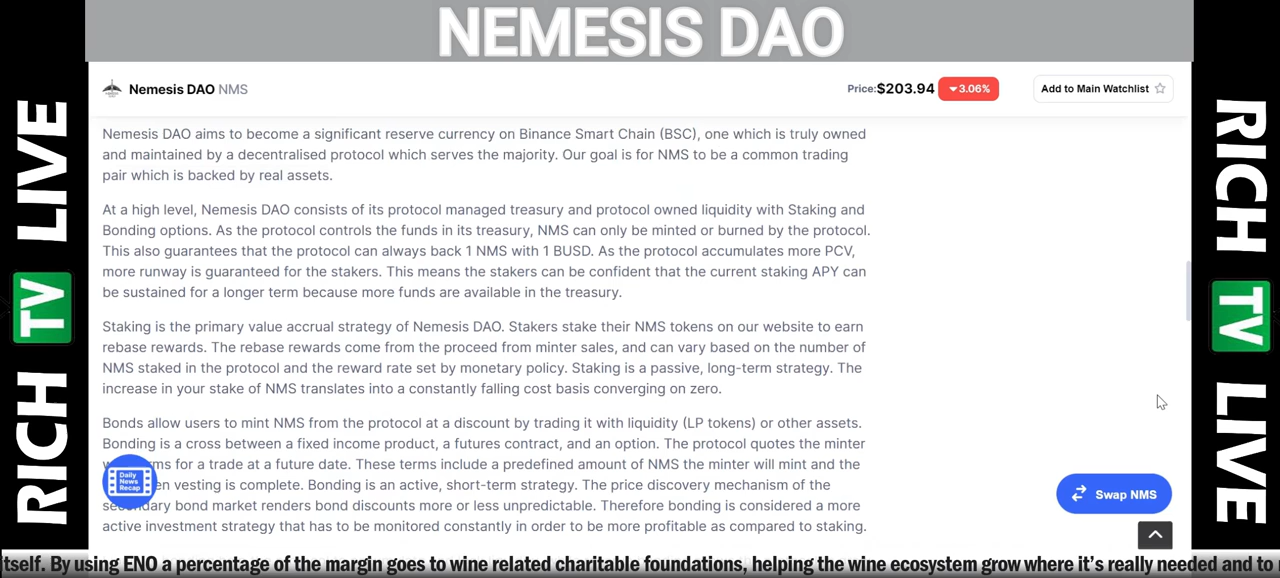 NEMESIS DAO
RICH TV LIVE
Nemesis DAO NMS
Price:$203.94 3.06%
Add to Main Watchlist
Nemesis DAO aims to become a significant reserve currency on Binance Smart Chain (BSC), one which is truly owned
and maintained by a decentralised protocol which serves the majority. Our goal is for NMS to be a common trading
pair which is backed by real assets.
At a high level, Nemesis DAO consists of its protocol managed treasury and protocol owned liquidity with Staking and
Bonding options. As the protocol controls the funds in its treasury, NMS can only be minted or burned by the protocol.
This also guarantees that the protocol can always back 1 NMS with 1 BUSD. As the protocol accumulates more PCV,
more runway is guaranteed for the stakers. This means the stakers can be confident that the current staking APY can
be sustained for a longer term because more funds are available in the treasury.
Staking is the primary value accrual strategy of Nemesis DAO. Stakers stake their NMS tokens on our website to earn
rebase rewards. The rebase rewards come from the proceed from minter sales, and can vary based on the number of
NMS staked in the protocol and the reward rate set by monetary policy. Staking is a passive, long-term strategy. The
increase in your stake of NMS translates into a constantly falling cost basis converging on zero.
Bonds allow users to mint NMS from the protocol at a discount by trading it with liquidity (LP tokens) or other assets.
Bonding is a cross between a fixed income product, a futures contract, and an option. The protocol quotes the minter
for a trade at a future date. These terms include a predefined amount of NMS the minter will mint and the
vesting is complete. Bonding is an active, short-term strategy. The price discovery mechanism of the
secondary bond market renders bond discounts more or less unpredictable. Therefore bonding is considered a more
active investment strategy that has to be monitored constantly in order to be more profitable as compared to staking.
Daily
News
Recap
Swap NMS
RICH TV LIVE
itself. By using ENO a percentage of the margin goes to wine related charitable foundations, helping the wine ecosystem grow where it's really needed and to